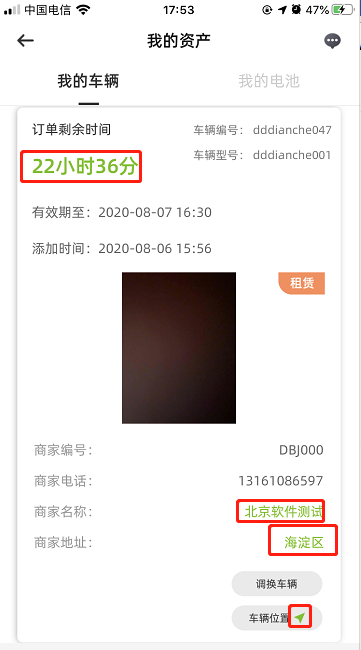 中国电信 17:53 47%
我的资产
我的车辆 我的电池
订单剩余时间 车辆编号： dddianche047
22小时36分 车辆型号： dddianche001
有效期至：2020-08-07 16:30
添加时间：2020-08-06 15:56
租赁
商家编号： DBJ000
商家电话： 13161086597
商家名称： 北京软件测试
商家地址： 海淀区
调换车辆
车辆位置